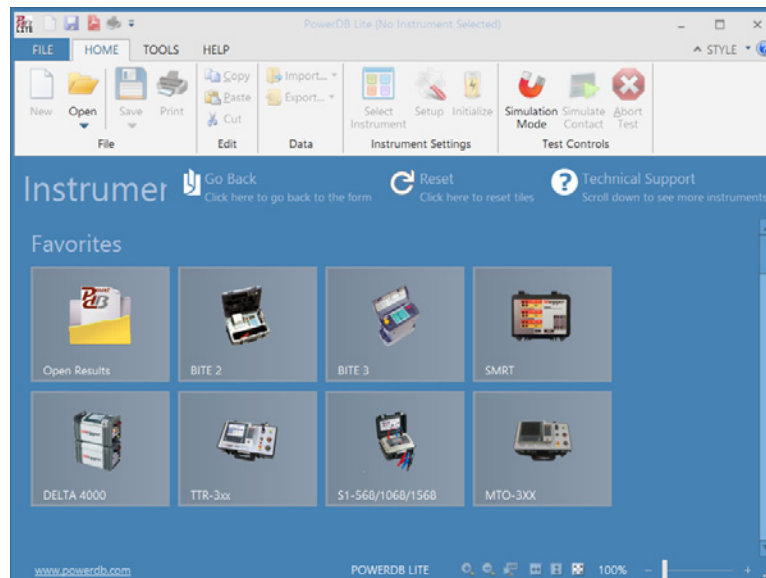 PowerDB Lite (No Instrument Selected)
FILE HOME TOOLS HELP
STYLE
New Open Save Print
Copy
Paste
Cut
Import...
Export...
Select Instrument Setup Initialize
Simulation Mode Simulate Contact Abort Test
File Edit Data Instrument Settings Test Controls
Instrumer
Go Back
Click here to go back to the form
Reset
Click here to reset tiles
Technical Support
Scroll down to see more instruments
Favorites
Open Results
BITE 2
BITE 3
SMRT
DELTA 4000
TTR-3xx
S1-568/1068/1568
MTO-3XX
www.powerdb.com
POWERDB LITE
100%